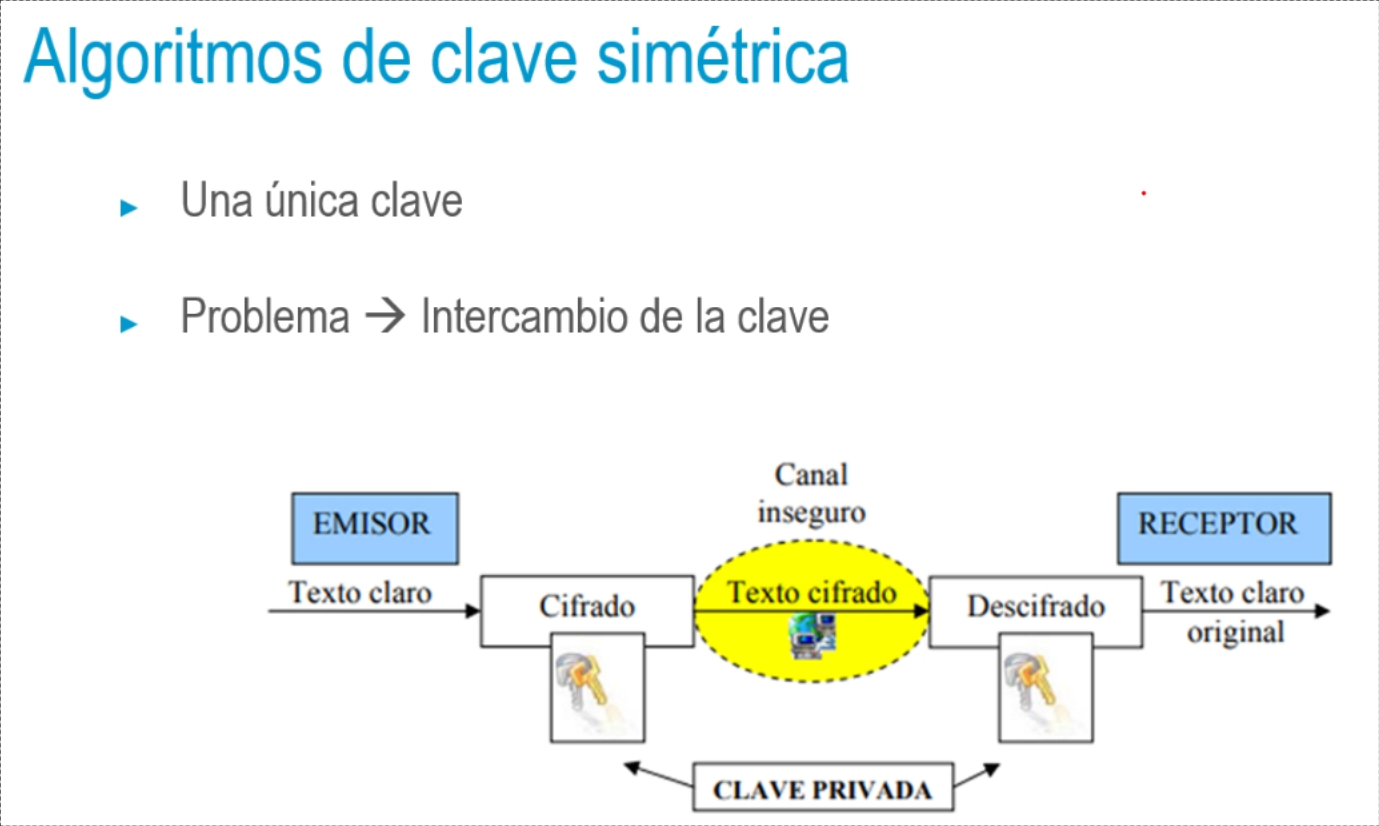 Algoritmos de clave simétrica
► Una única clave
► Problema → Intercambio de la clave
Canal
inseguro
EMISOR
RECEPTOR
Texto claro
Cifrado
Texto cifrado
Descifrado
Texto claro
original
CLAVE PRIVADA